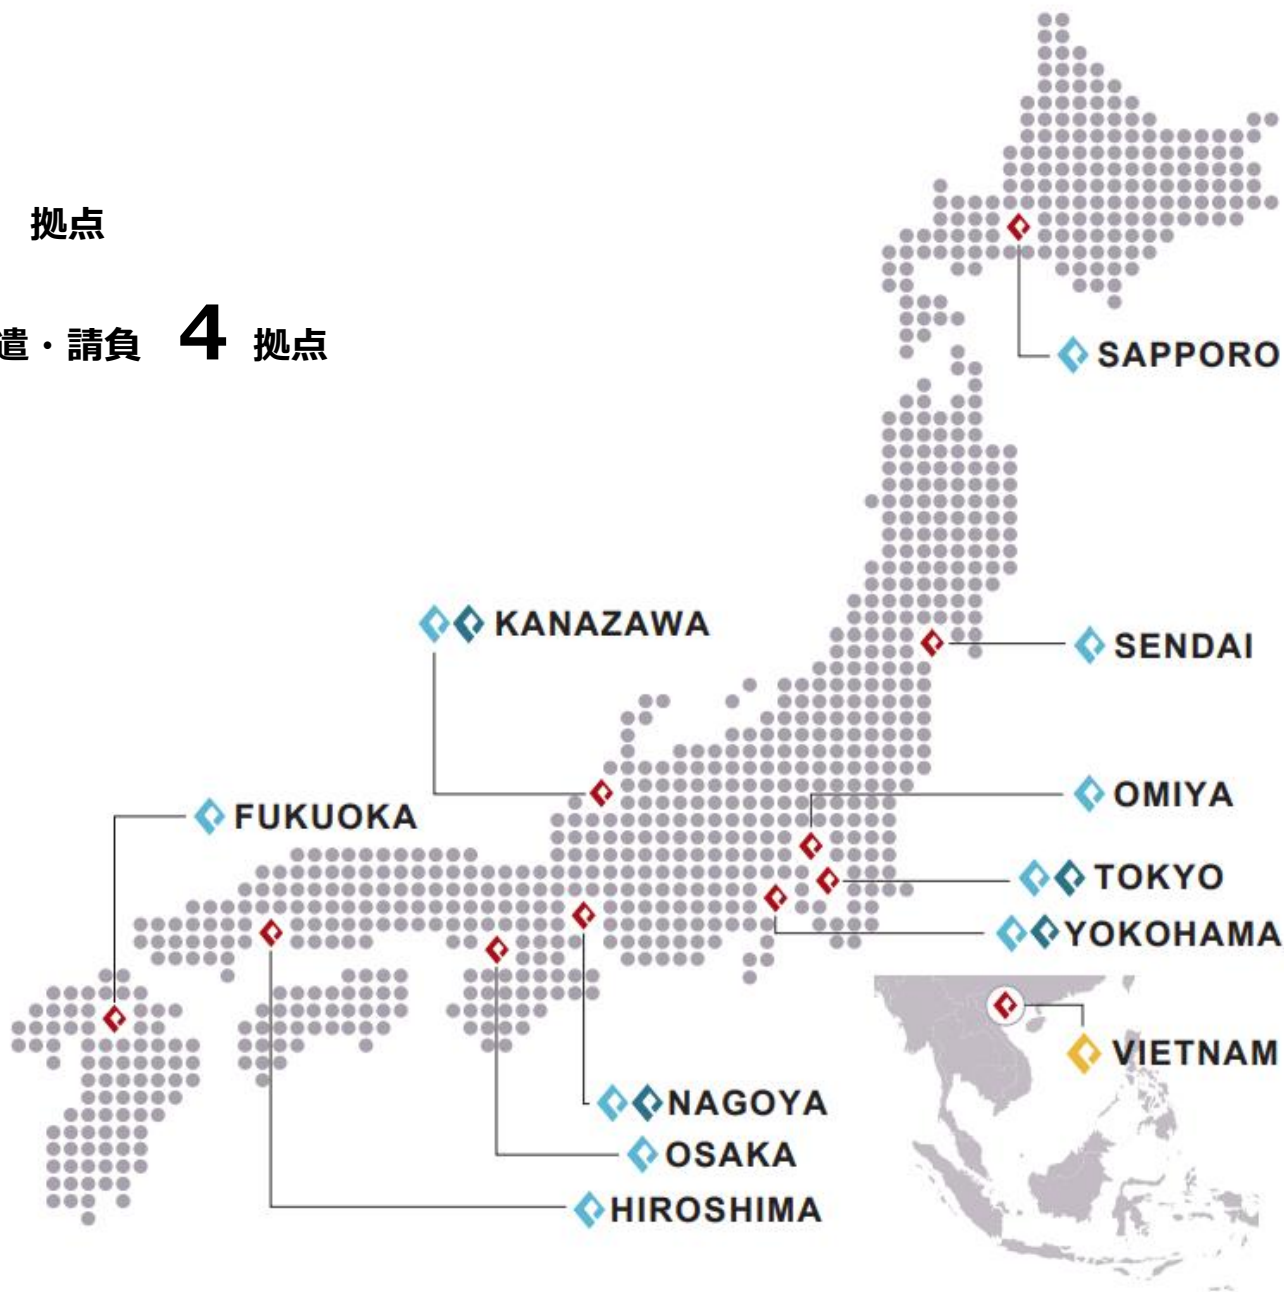 拠点
遣・請負 4 拠点
SAPPORO
KANAZAWA
SENDAI
OMIYA
FUKUOKA
TOKYO
YOKOHAMA
VIETNAM
NAGOYA
OSAKA
HIROSHIMA